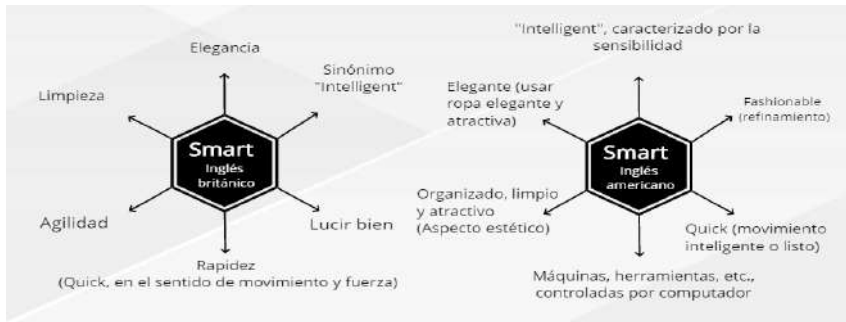 Elegancia
Sinónimo
"Intelligent"
Limpieza
Smart
Inglés
británico
Agilidad
Lucir bien
Rapidez
(Quick, en el sentido de movimiento y fuerza)
"Intelligent", caracterizado por la
sensibilidad
Elegante (usar
ropa elegante y
atractiva)
Fashionable
(refinamiento)
Smart
Inglés
americano
Organizado, limpio
y atractivo
(Aspecto estético)
Quick (movimiento
inteligente o listo)
Máquinas, herramientas, etc.,
controladas por computador